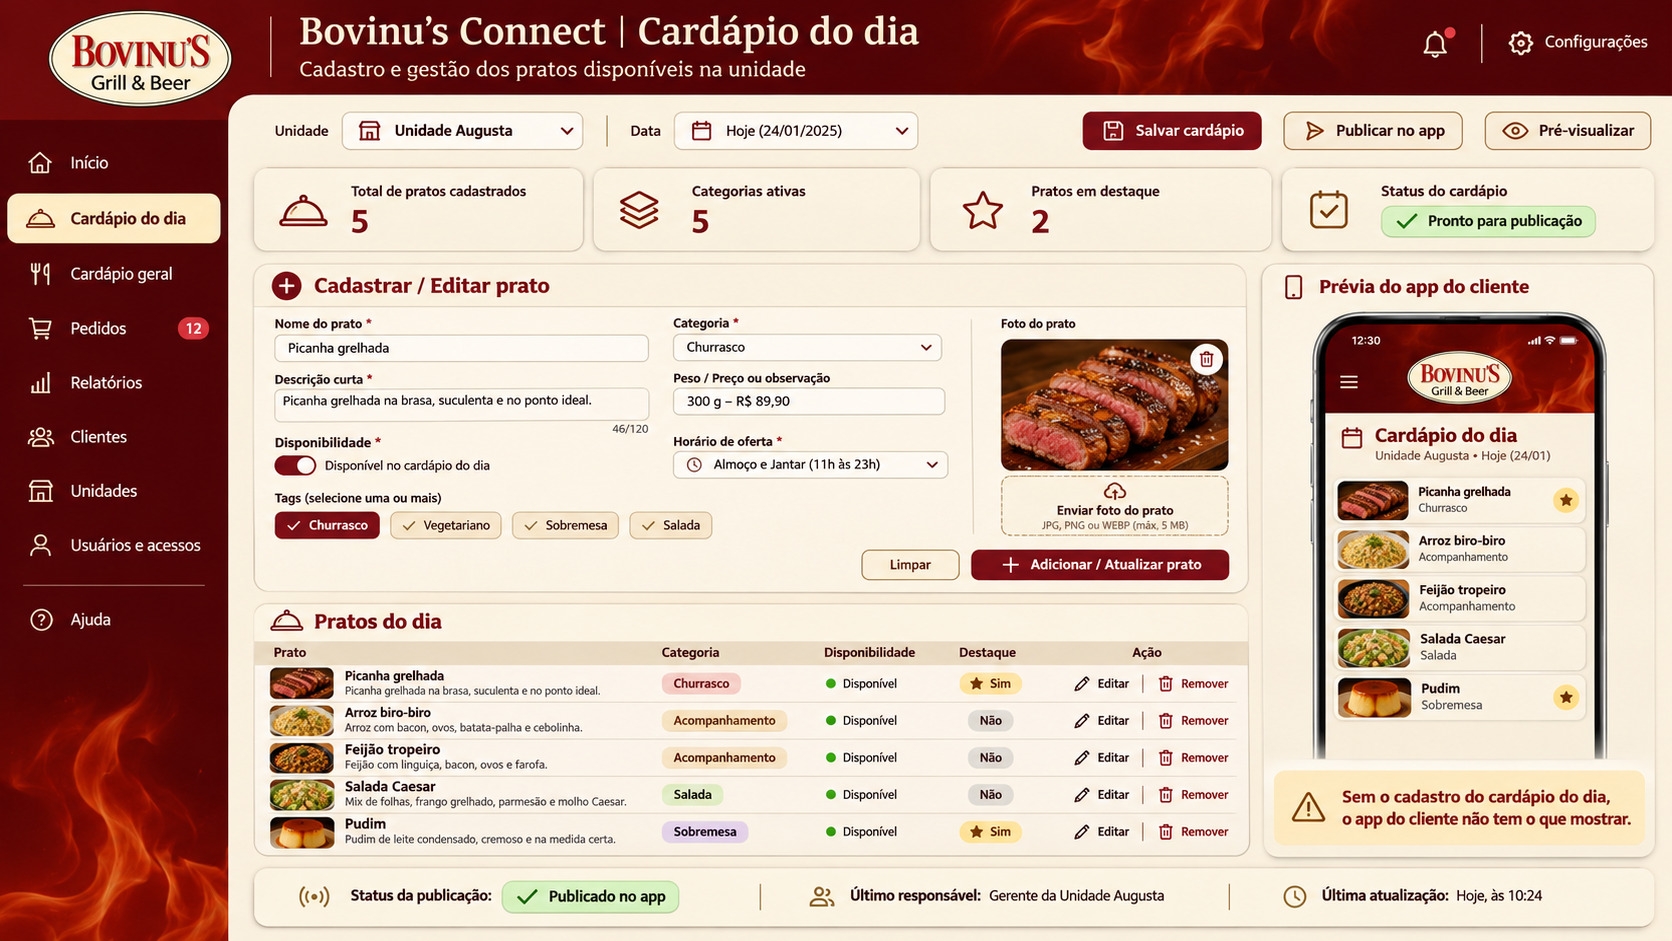 BOVINU'S
Grill & Beer
Bovinu's Connect | Cardápio do dia
Cadastro e gestão dos pratos disponíveis na unidade
Configurações
Início
Cardápio do dia
Cardápio geral
Pedidos 12
Relatórios
Clientes
Unidades
Usuários e acessos
Ajuda
Unidade Unidade Augusta Data Hoje (24/01/2025) Salvar cardápio Publicar no app Pré-visualizar
Total de pratos cadastrados
5
Categorias ativas
5
Pratos em destaque
2
Status do cardápio
Pronto para publicação
Cadastrar / Editar prato
Nome do prato *
Picanha grelhada
Descrição curta *
Picanha grelhada na brasa, suculenta e no ponto ideal.
46/120
Disponibilidade *
Disponível no cardápio do dia
Tags (selecione uma ou mais)
Churrasco Vegetariano Sobremesa Salada
Categoria *
Churrasco
Peso / Preço ou observação
300 g – R$ 89,90
Horário de oferta *
Almoço e Jantar (11h às 23h)
Foto do prato
Enviar foto do prato
JPG, PNG ou WEBP (máx, 5 MB)
Limpar Adicionar / Atualizar prato
Pratos do dia
Prato Categoria Disponibilidade Destaque Ação
Picanha grelhada
Picanha grelhada na brasa, suculenta e no ponto ideal.
Churrasco Disponível Sim Editar Remover
Arroz biro-biro
Arroz com bacon, ovos, batata-palha e cebolinha.
Acompanhamento Disponível Não Editar Remover
Feijão tropeiro
Feijão com linguiça, bacon, ovos e farofa.
Acompanhamento Disponível Não Editar Remover
Salada Caesar
Mix de folhas, frango grelhado, parmesão e molho Caesar.
Salada Disponível Não Editar Remover
Pudim
Pudim de leite condensado, cremoso e na medida certa.
Sobremesa Disponível Sim Editar Remover
Prévia do app do cliente
12:30
BOVINU'S
Grill & Beer
Cardápio do dia
Unidade Augusta • Hoje (24/01)
Picanha grelhada
Churrasco
Arroz biro-biro
Acompanhamento
Feijão tropeiro
Acompanhamento
Salada Caesar
Salada
Pudim
Sobremesa
Sem o cadastro do cardápio do dia,
o app do cliente não tem o que mostrar.
Status da publicação: Publicado no app Último responsável: Gerente da Unidade Augusta Última atualização: Hoje, às 10:24